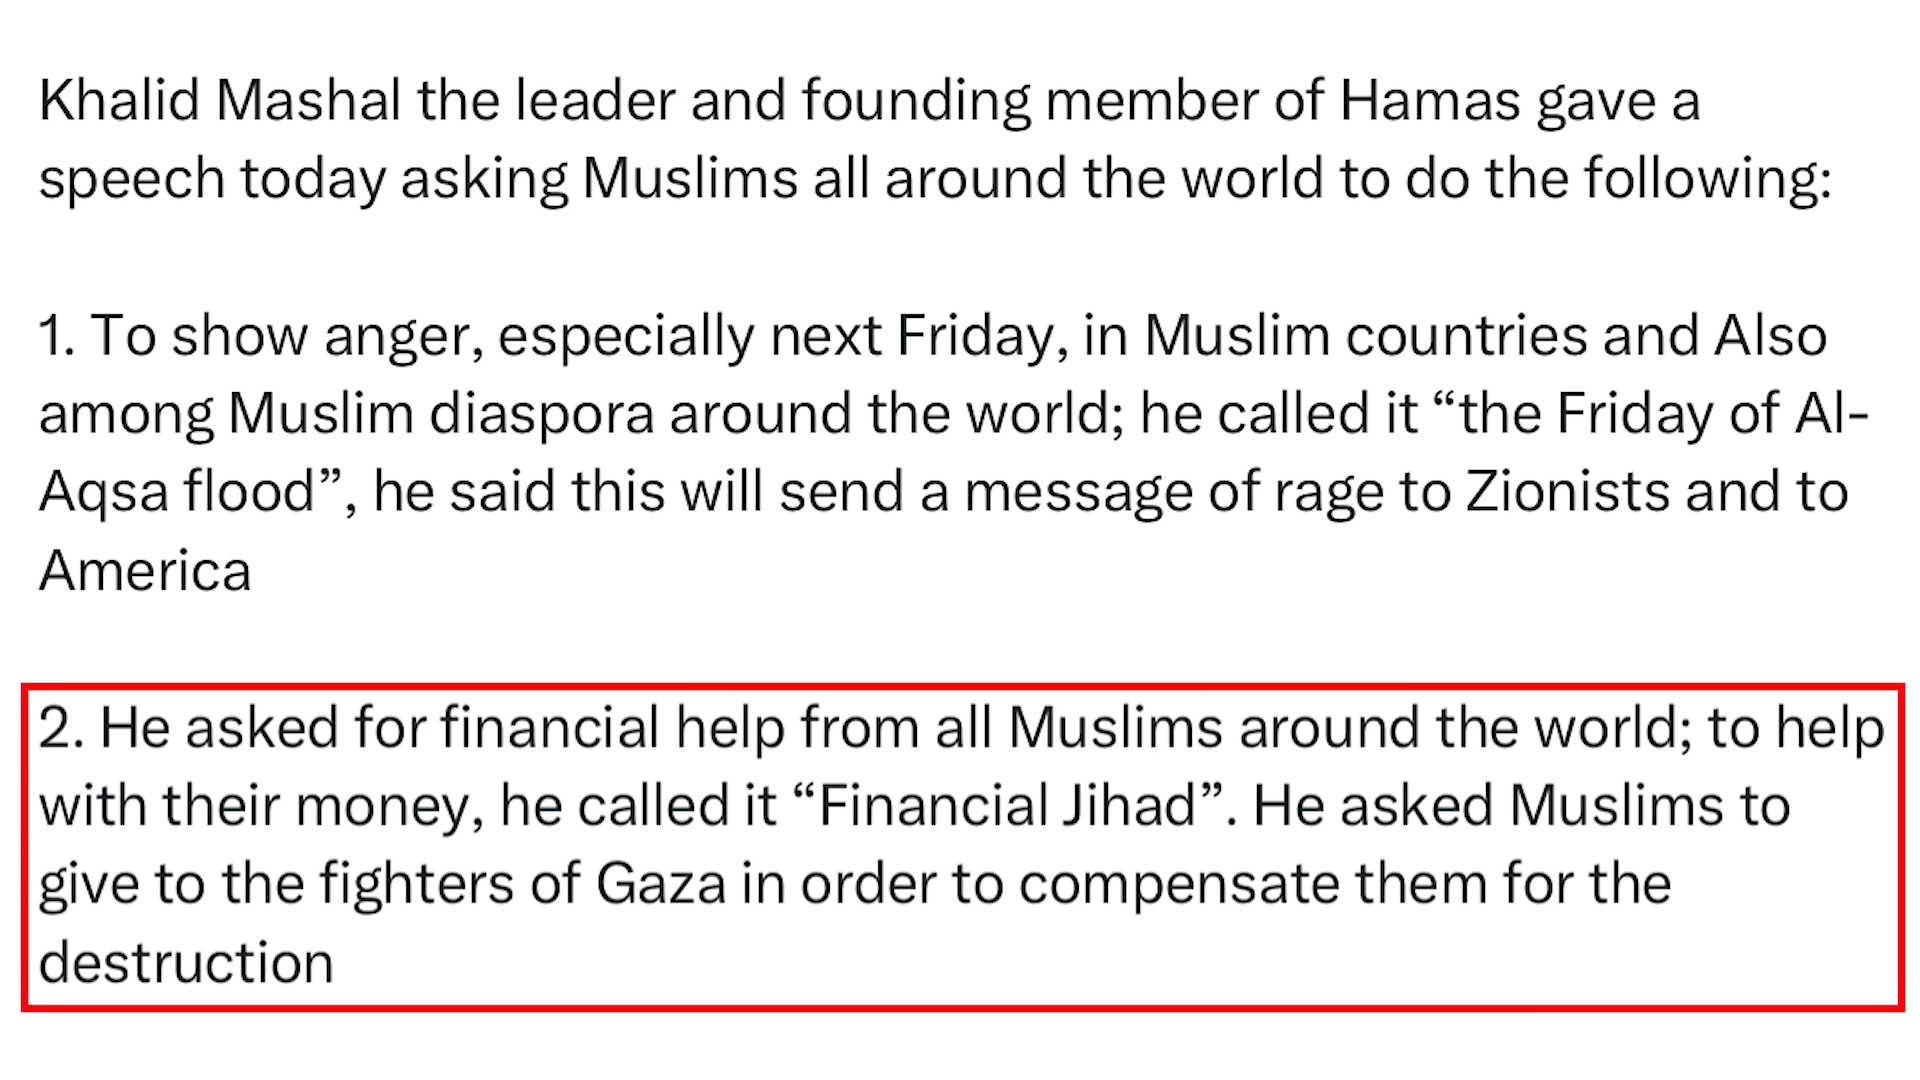 Khalid Mashal the leader and founding member of Hamas gave a
speech today asking Muslims all around the world to do the following:
1. To show anger, especially next Friday, in Muslim countries and Also
among Muslim diaspora around the world; he called it “the Friday of Al-
Aqsa flood”, he said this will send a message of rage to Zionists and to
America
2. He asked for financial help from all Muslims around the world; to help
with their money, he called it “Financial Jihad”. He asked Muslims to
give to the fighters of Gaza in order to compensate them for the
destruction